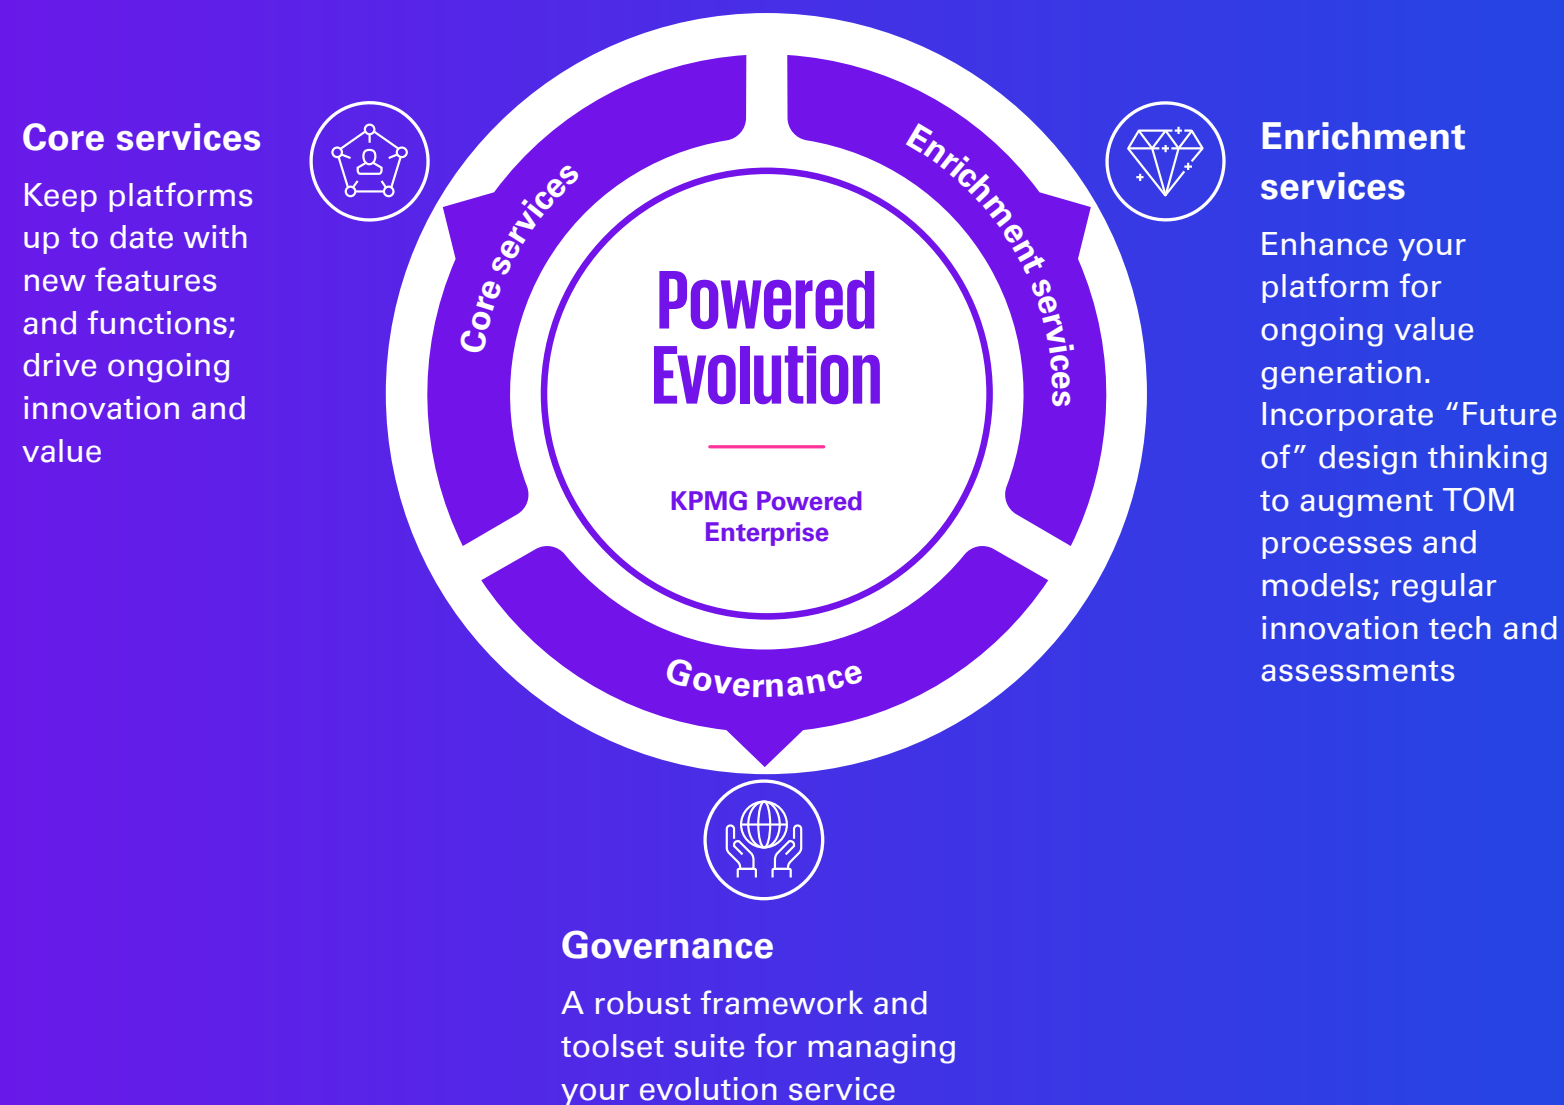 Core services
Keep platforms
up to date with
new features
and functions;
drive ongoing
innovation and
value
Core services
Enrichment services
Powered
Evolution
KPMG Powered
Enterprise
Governance
Enrichment
services
Enhance your
platform for
ongoing value
generation.
Incorporate “Future
of” design thinking
to augment TOM
processes and
models; regular
innovation tech and
assessments
Governance
A robust framework and
toolset suite for managing
your evolution service